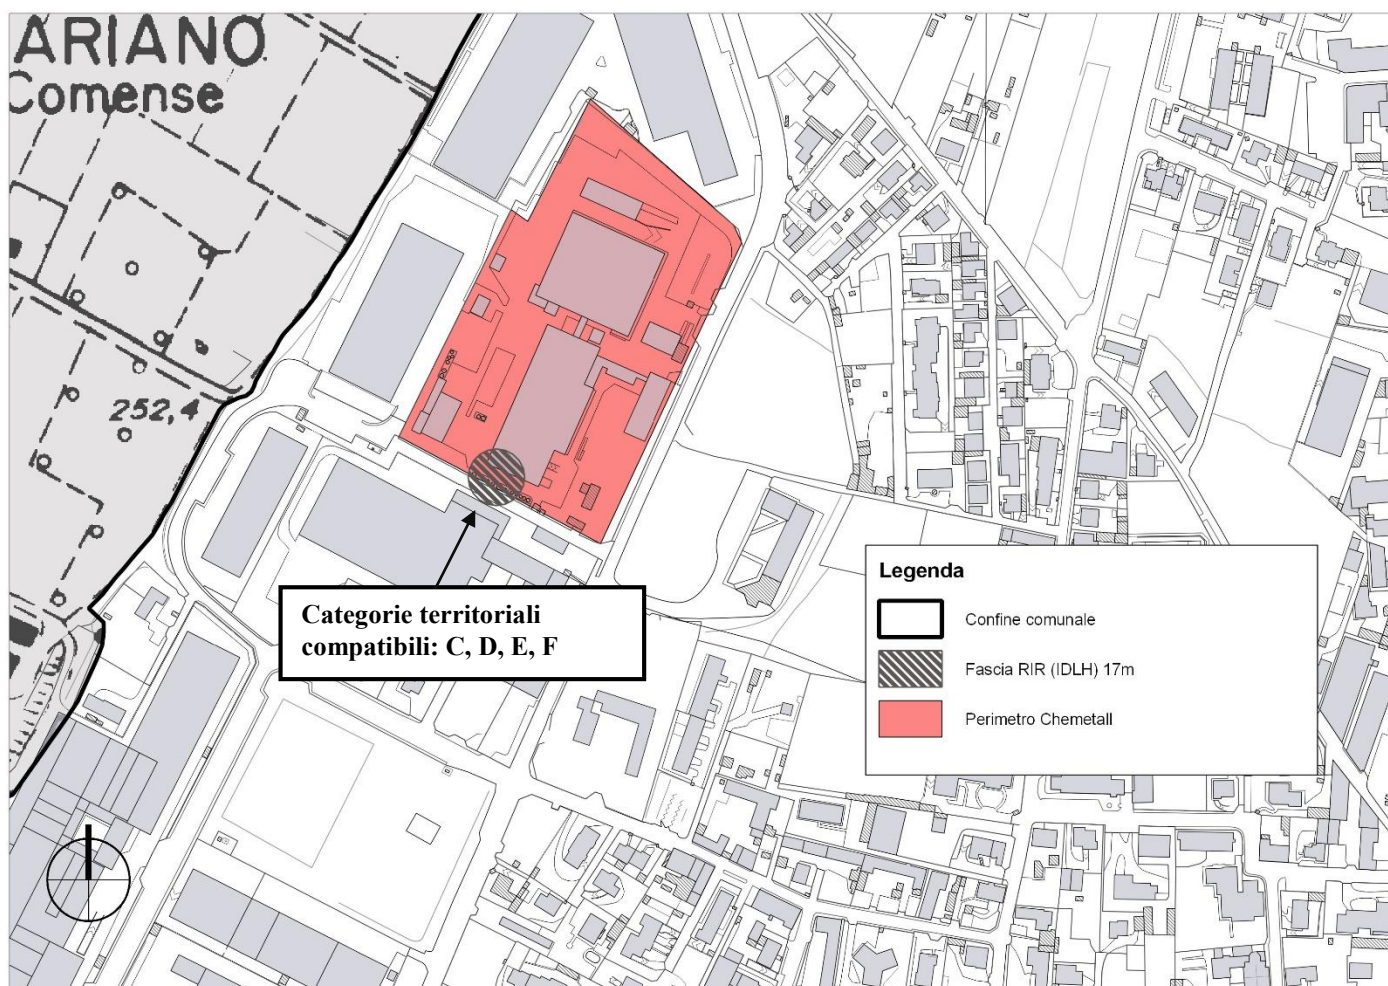 ARIANO
Comense
252,4
Categorie territoriali
compatibili: C, D, E, F
Legenda
Confine comunale
Fascia RIR (IDLH) 17m
Perimetro Chemetall